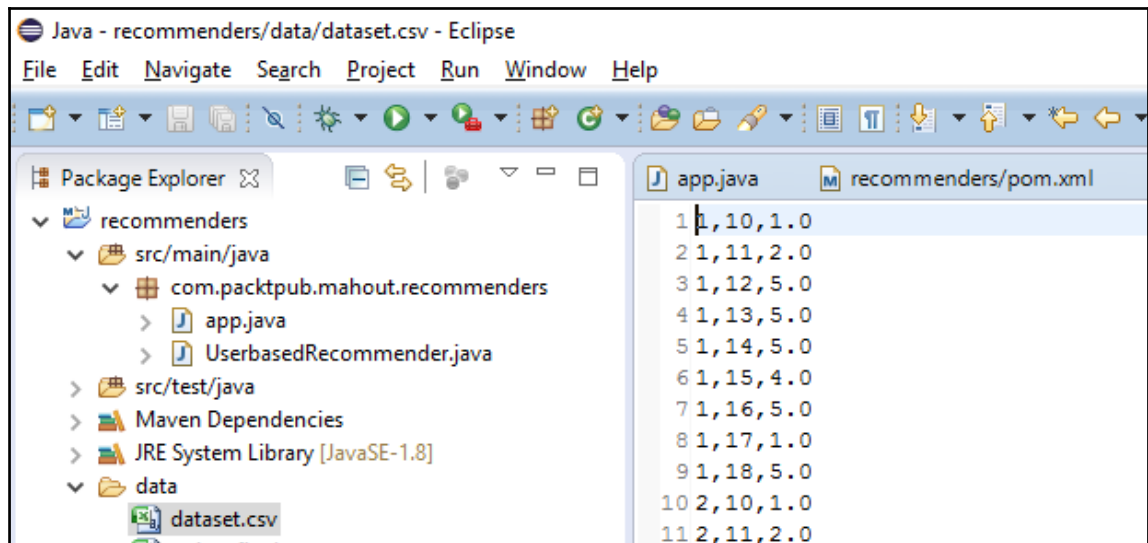 Java - recommenders/data/dataset.csv - Eclipse
File Edit Navigate Search Project Run Window Help
Package Explorer
recommenders
src/main/java
com.packtpub.mahout.recommenders
app.java
UserbasedRecommender.java
src/test/java
Maven Dependencies
JRE System Library [JavaSE-1.8]
data
dataset.csv
app.java recommenders/pom.xml
1 1,10,1.0
2 1,11,2.0
3 1,12,5.0
4 1,13,5.0
5 1,14,5.0
6 1,15,4.0
7 1,16,5.0
8 1,17,1.0
9 1,18,5.0
10 2,10,1.0
11 2,11,2.0